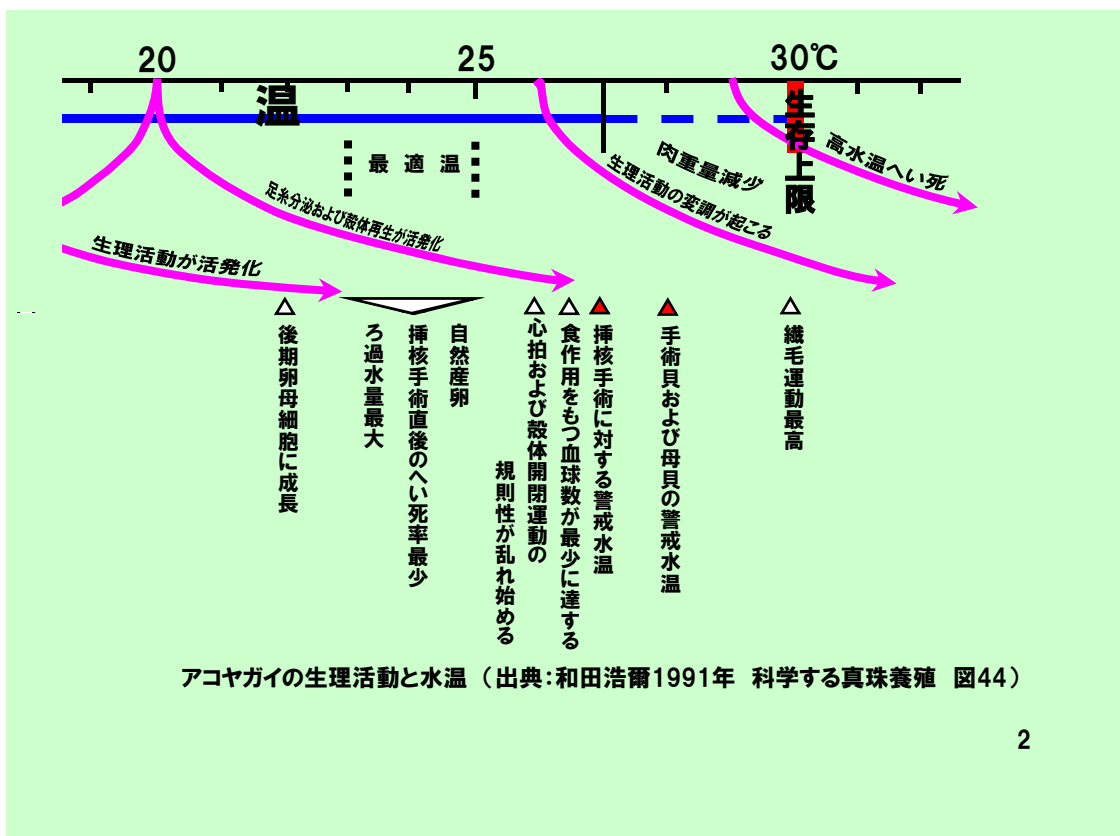 20
25
30℃
温
最適温
生存上限
高水温へい死
肉重量減少
生理活動の変調が起こる
足糸分泌および殻体再生が活発化
生理活動が活発化
後期卵母細胞に成長
ろ過水量最大
挿核手術直後のへい死率最少
自然産卵
心拍および殻体開閉運動の
規則性が乱れ始める
食作用をもつ血球数が最少に達する
挿核手術に対する警戒水温
手術貝および母貝の警戒水温
繊毛運動最高
アコヤガイの生理活動と水温（出典：和田浩爾1991年 科学する真珠養殖 図44）
2